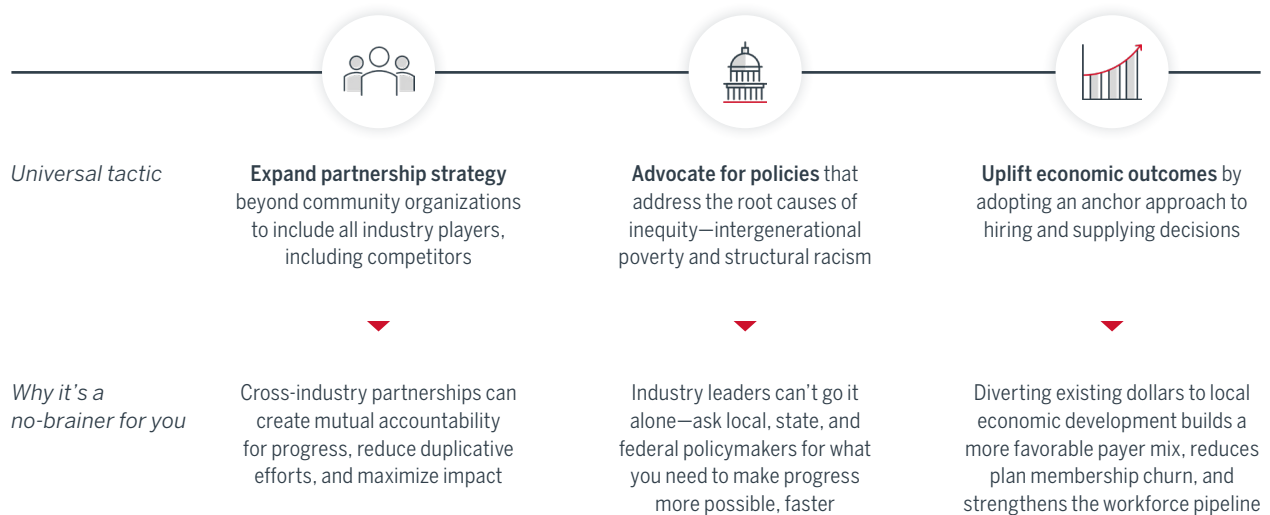 Universal tactic
Expand partnership strategy
beyond community organizations
to include all industry players,
including competitors
Advocate for policies that
address the root causes of
inequity—intergenerational
poverty and structural racism
Uplift economic outcomes by
adopting an anchor approach to
hiring and supplying decisions
Why it's a
no-brainer for you
Cross-industry partnerships can
create mutual accountability
for progress, reduce duplicative
efforts, and maximize impact
Industry leaders can't go it
alone—ask local, state, and
federal policymakers for what
you need to make progress
more possible, faster
Diverting existing dollars to local
economic development builds a
more favorable payer mix, reduces
plan membership churn, and
strengthens the workforce pipeline